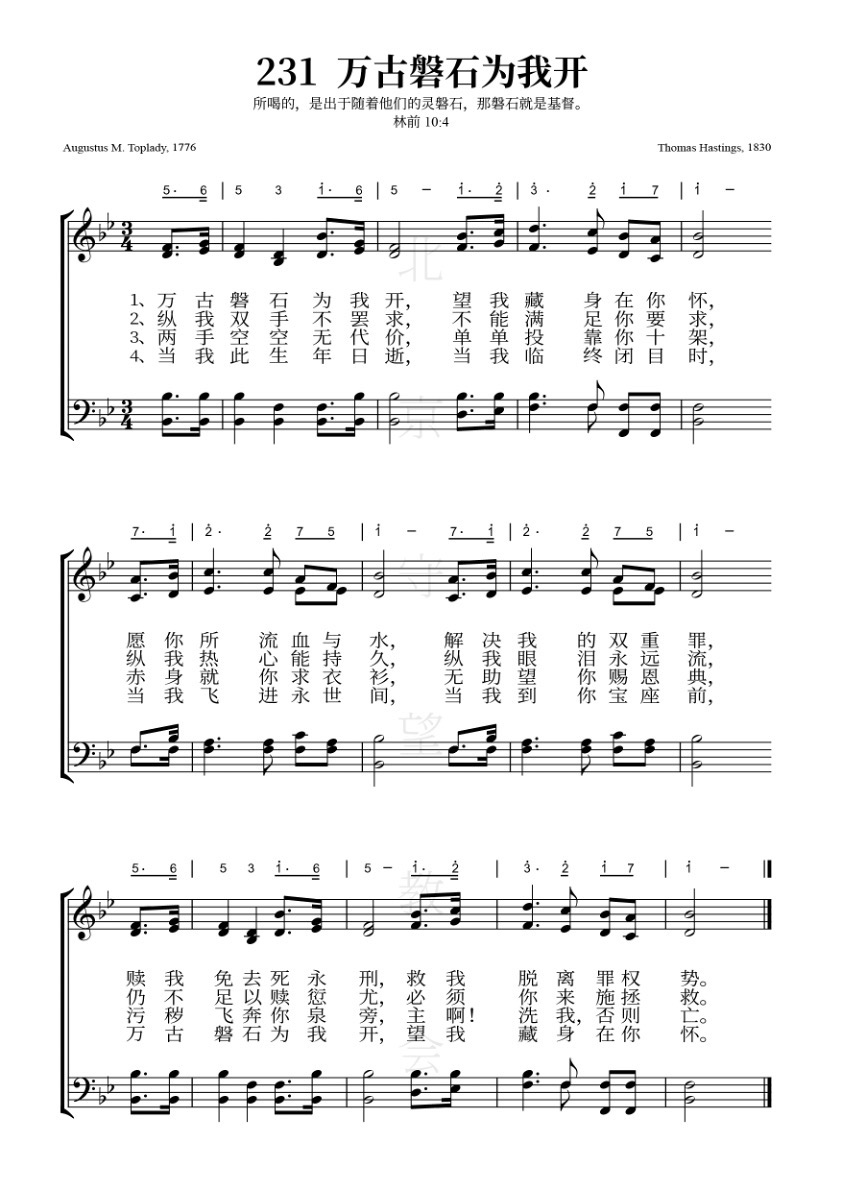 231 万古磐石为我开
所喝的，是出于随着他们的灵磐石，那磐石就是基督。
林前 10:4
Augustus M. Toplady, 1776 Thomas Hastings, 1830
5· 6 | 5 3 i· 6 | 5 – i· 2̇ | 3̇· 2̇ i 7 | i –
3/4
1、万古磐石为我开，望我藏身在你怀，
2、纵我双手不罢求，不能满足你要求，
3、两手空空无代价，单单投靠你十架，
4、当我此生年日逝，当我临终闭目时，
3/4
7· i | 2̇· 2̇ 7 5 | i – 7· i | 2̇· 2̇ 7 5 | i –
愿你所流血与水，解决我的双重罪，
纵我热心能持久，纵我眼泪永远流，
赤身就你求衣衫，无助望你赐恩典，
当我飞进永世间，当我到你宝座前，
5· 6 | 5 3 i· 6 | 5 – i· 2̇ | 3̇· 2̇ i 7 | i –
赎我免去死永刑，救我脱离罪权势。
仍不足以赎愆尤，必须你来施拯救。
污秽飞奔你泉旁，主啊！洗我，否则亡。
万古磐石为我开，望我藏身在你怀。
北京守望教会